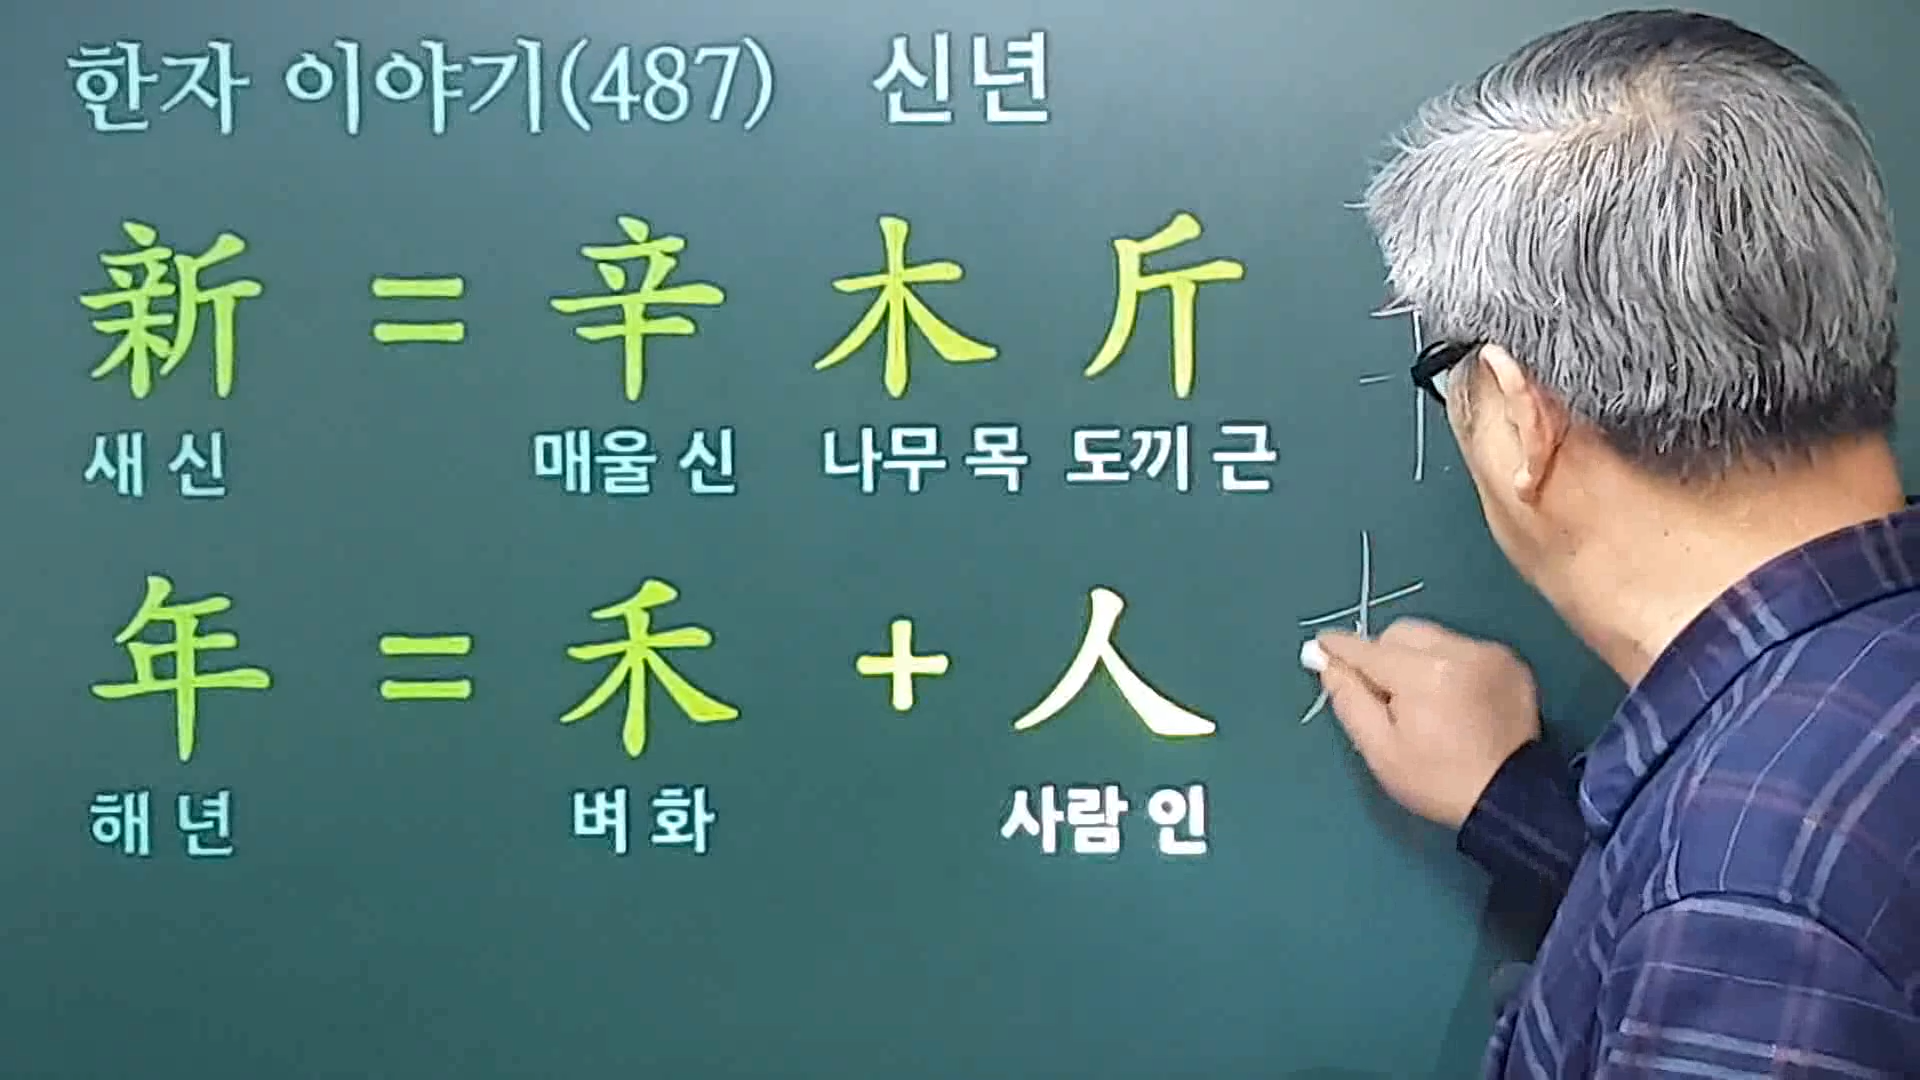 한자 이야기(487) 신년
新 = 辛 木 斤
새 신 매울 신 나무 목 도끼 근
年 = 禾 + 人
해 년 벼 화 사람 인